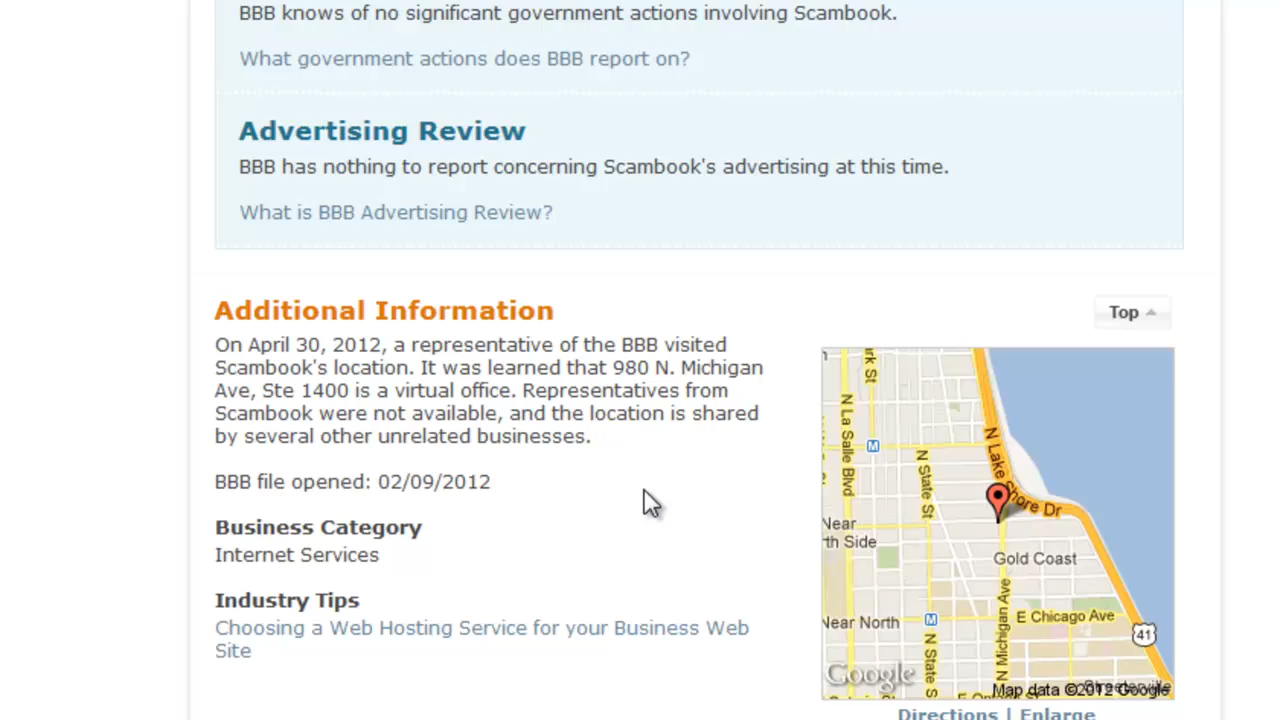 BBB knows of no significant government actions involving Scambook.
What government actions does BBB report on?
Advertising Review
BBB has nothing to report concerning Scambook's advertising at this time.
What is BBB Advertising Review?
Additional Information
Top
On April 30, 2012, a representative of the BBB visited
Scambook's location. It was learned that 980 N. Michigan
Ave, Ste 1400 is a virtual office. Representatives from
Scambook were not available, and the location is shared
by several other unrelated businesses.
BBB file opened: 02/09/2012
Business Category
Internet Services
Industry Tips
Choosing a Web Hosting Service for your Business Web
Site
rk St
N La Salle Blvd
M
N State St
N Lake Shore Dr
Near
th Side
Gold Coast
N Michigan Ave
E Chicago Ave
Near North
M
N State S
41
Google
Map data ©2012 Google
Directions | Enlarge